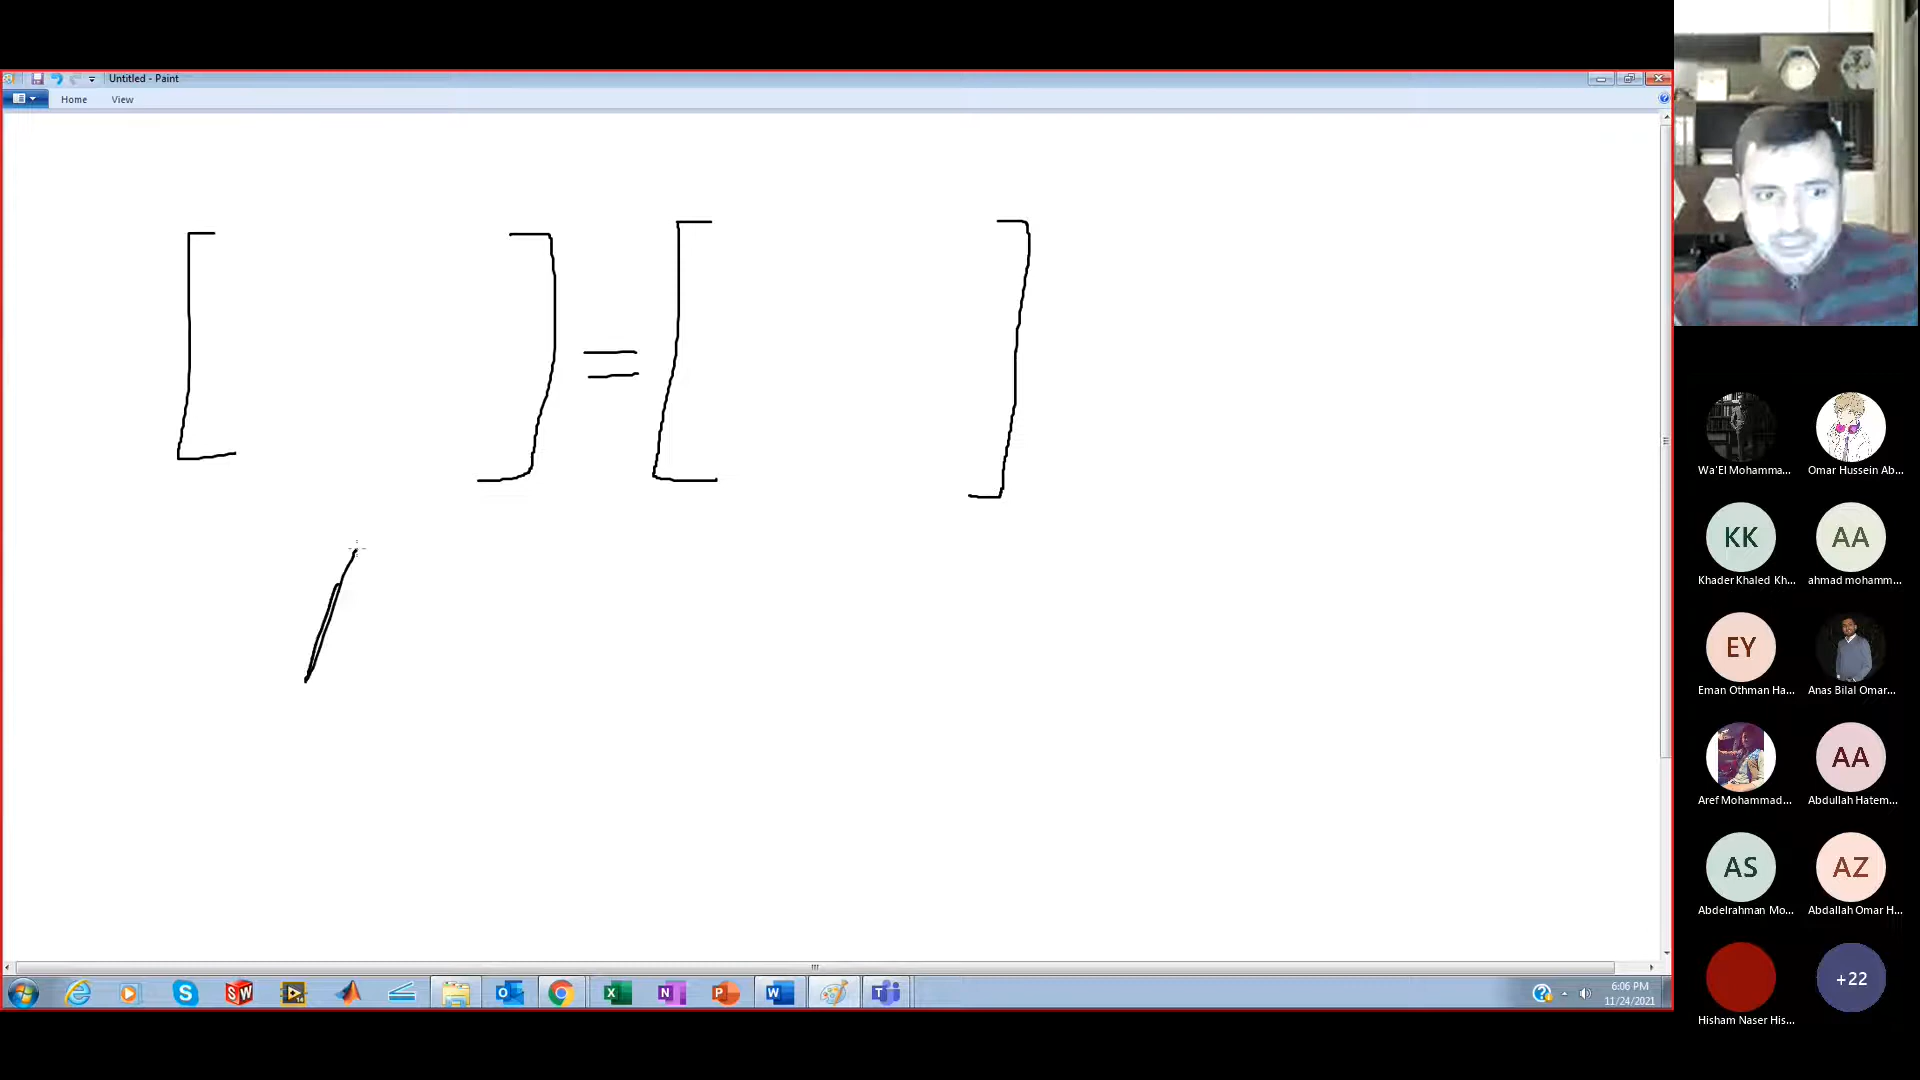 Untitled - Paint
Home View
[ ] = [ ]
Wa'El Mohamma... Omar Hussein Ab...
KK AA
Khader Khaled Kh... ahmad mohamm...
EY
Eman Othman Ha... Anas Bilal Omar...
AA
Aref Mohammad... Abdullah Hatem...
AS AZ
Abdelrahman Mo... Abdallah Omar H...
+22
Hisham Naser His...
6:06 PM
11/24/2021